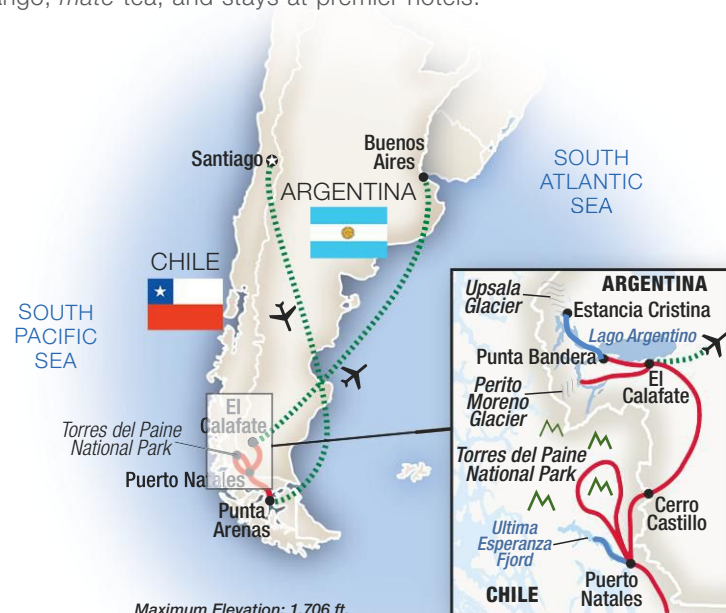 ango, mate tea, and stays at premier hotels.
Santiago
Buenos
Aires
SOUTH
ATLANTIC
SEA
ARGENTINA
CHILE
SOUTH
PACIFIC
SEA
El
Calafate
Torres del Paine
National Park
Puerto Natales
Punta
Arenas
Upsala
Glacier
ARGENTINA
Estancia Cristina
Lago Argentino
Punta Bandera
El
Calafate
Perito
Moreno
Glacier
Torres del Paine
National Park
Cerro
Castillo
Ultima
Esperanza
Fjord
CHILE
Puerto
Natales
Maximum Elevation: 1,706 ft.